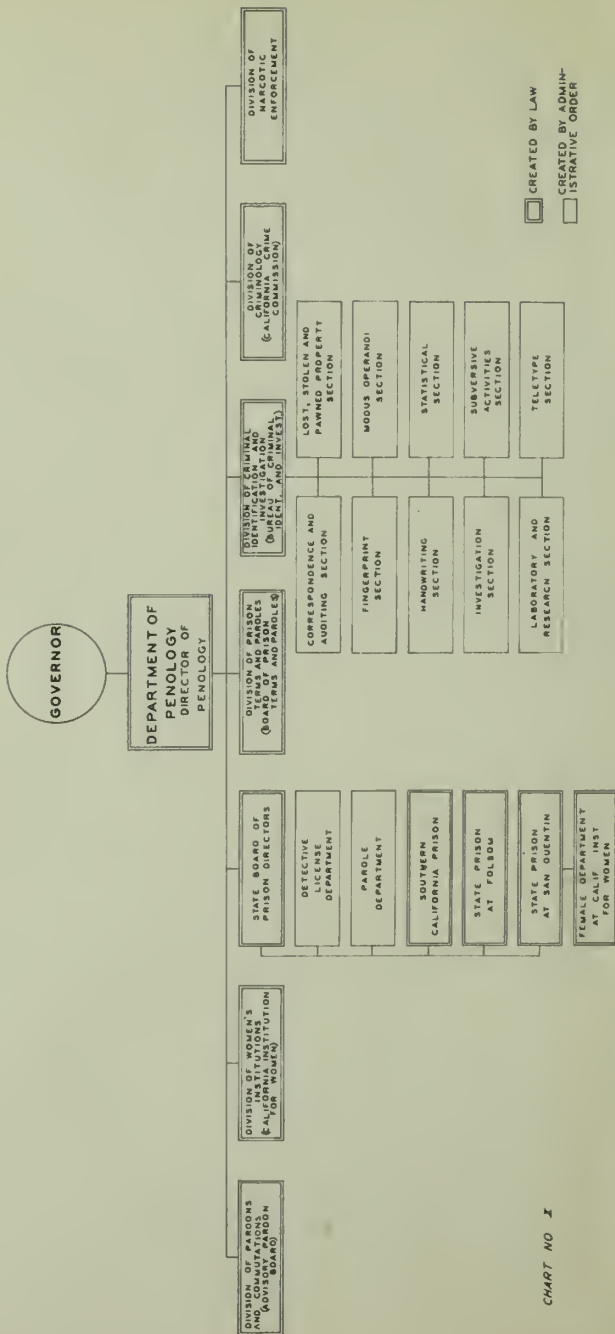 GOVERNOR
DEPARTMENT OF
PENOLOGY
DIRECTOR OF
PENOLOGY
DIVISION OF PARDONS
AND COMMUTATIONS
(ADVISORY PARDON
BOARD)
DIVISION OF WOMEN'S
INSTITUTIONS
(CALIFORNIA INSTITUTION
FOR WOMEN)
STATE BOARD OF
PRISON DIRECTORS
DETECTIVE
LICENSE
DEPARTMENT
PAROLE
DEPARTMENT
SOUTHERN
CALIFORNIA PRISON
STATE PRISON
AT FOLSOM
STATE PRISON
AT SAN QUENTIN
FEMALE DEPARTMENT
AT CALIF INST
FOR WOMEN
DIVISION OF PRISON
TERMS AND PAROLES
(BOARD OF PRISON
TERMS AND PAROLES)
DIVISION OF CRIMINAL
IDENTIFICATION AND
INVESTIGATION
(BUREAU OF CRIMINAL
IDENT. AND INVEST)
CORRESPONDENCE AND
AUDITING SECTION
LOST, STOLEN AND
PAWNED PROPERTY
SECTION
FINGERPRINT
SECTION
MODUS OPERANDI
SECTION
HANDWRITING
SECTION
STATISTICAL
SECTION
INVESTIGATION
SECTION
SUBVERSIVE
ACTIVITIES
SECTION
LABORATORY AND
RESEARCH SECTION
TELETYPE
SECTION
DIVISION OF
CRIMINOLOGY
(CALIFORNIA CRIME
COMMISSION)
DIVISION OF
NARCOTIC
ENFORCEMENT
CREATED BY LAW
CREATED BY ADMIN-
ISTRATIVE ORDER
CHART NO I